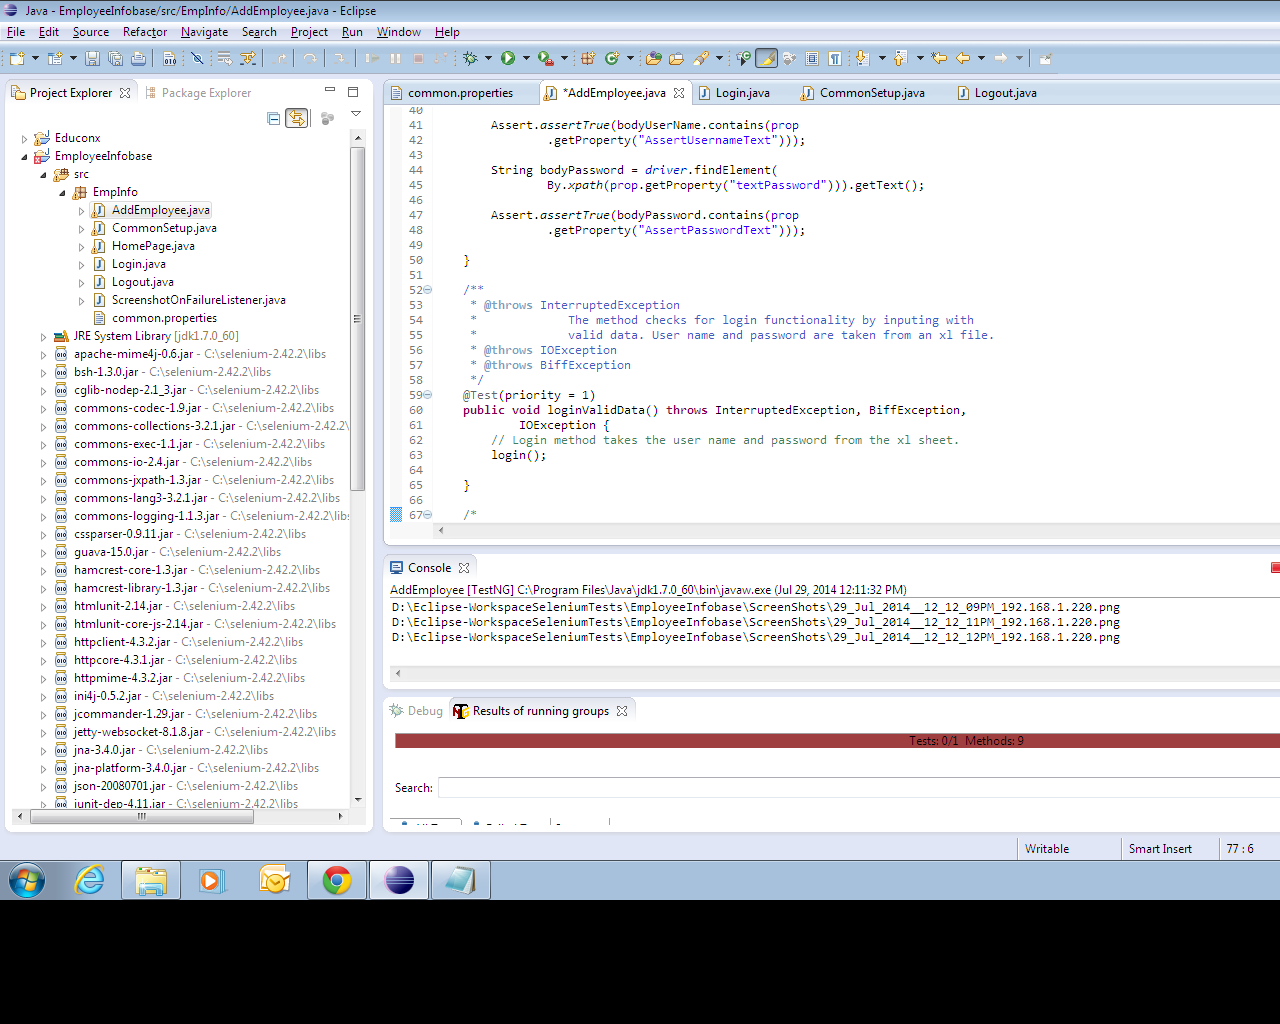 Java - EmployeeInfobase/src/EmpInfo/AddEmployee.java - Eclipse
File Edit Source Refactor Navigate Search Project Run Window Help
Project Explorer Package Explorer
Educonx
EmployeeInfobase
src
EmpInfo
AddEmployee.java
CommonSetup.java
HomePage.java
Login.java
Logout.java
ScreenshotOnFailureListener.java
common.properties
JRE System Library [jdk1.7.0_60]
apache-mime4j-0.6.jar - C:\selenium-2.42.2\libs
bsh-1.3.0.jar - C:\selenium-2.42.2\libs
cglib-nodep-2.1_3.jar - C:\selenium-2.42.2\libs
commons-codec-1.9.jar - C:\selenium-2.42.2\libs
commons-collections-3.2.1.jar - C:\selenium-2.42.2\
commons-exec-1.1.jar - C:\selenium-2.42.2\libs
commons-io-2.4.jar - C:\selenium-2.42.2\libs
commons-jxpath-1.3.jar - C:\selenium-2.42.2\libs
commons-lang3-3.2.1.jar - C:\selenium-2.42.2\libs
commons-logging-1.1.3.jar - C:\selenium-2.42.2\libs
cssparser-0.9.11.jar - C:\selenium-2.42.2\libs
guava-15.0.jar - C:\selenium-2.42.2\libs
hamcrest-core-1.3.jar - C:\selenium-2.42.2\libs
hamcrest-library-1.3.jar - C:\selenium-2.42.2\libs
htmlunit-2.14.jar - C:\selenium-2.42.2\libs
htmlunit-core-js-2.14.jar - C:\selenium-2.42.2\libs
httpclient-4.3.2.jar - C:\selenium-2.42.2\libs
httpcore-4.3.1.jar - C:\selenium-2.42.2\libs
httpmime-4.3.2.jar - C:\selenium-2.42.2\libs
ini4j-0.5.2.jar - C:\selenium-2.42.2\libs
jcommander-1.29.jar - C:\selenium-2.42.2\libs
jetty-websocket-8.1.8.jar - C:\selenium-2.42.2\libs
jna-3.4.0.jar - C:\selenium-2.42.2\libs
jna-platform-3.4.0.jar - C:\selenium-2.42.2\libs
json-20080701.jar - C:\selenium-2.42.2\libs
junit-dep-4.11.jar - C:\selenium-2.42.2\libs
common.properties *AddEmployee.java Login.java CommonSetup.java Logout.java
40
41 Assert.assertTrue(bodyUserName.contains(prop
42 .getProperty("AssertUsernameText")));
43
44 String bodyPassword = driver.findElement(
45 By.xpath(prop.getProperty("textPassword"))).getText();
46
47 Assert.assertTrue(bodyPassword.contains(prop
48 .getProperty("AssertPasswordText")));
49
50 }
51
52 /**
53 * @throws InterruptedException
54 * The method checks for login functionality by inputing with
55 * valid data. User name and password are taken from an xl file.
56 * @throws IOException
57 * @throws BiffException
58 */
59 @Test(priority = 1)
60 public void loginValidData() throws InterruptedException, BiffException,
61 IOException {
62 // Login method takes the user name and password from the xl sheet.
63 login();
64
65 }
66
67 /*
Console
AddEmployee [TestNG] C:\Program Files\Java\jdk1.7.0_60\bin\javaw.exe (Jul 29, 2014 12:11:32 PM)
D:\Eclipse-WorkspaceSeleniumTests\EmployeeInfobase\ScreenShots\29_Jul_2014__12_12_09PM_192.168.1.220.png
D:\Eclipse-WorkspaceSeleniumTests\EmployeeInfobase\ScreenShots\29_Jul_2014__12_12_11PM_192.168.1.220.png
D:\Eclipse-WorkspaceSeleniumTests\EmployeeInfobase\ScreenShots\29_Jul_2014__12_12_12PM_192.168.1.220.png
Debug Results of running groups
Tests: 0/1 Methods: 9
Search:
Writable Smart Insert 77 : 6